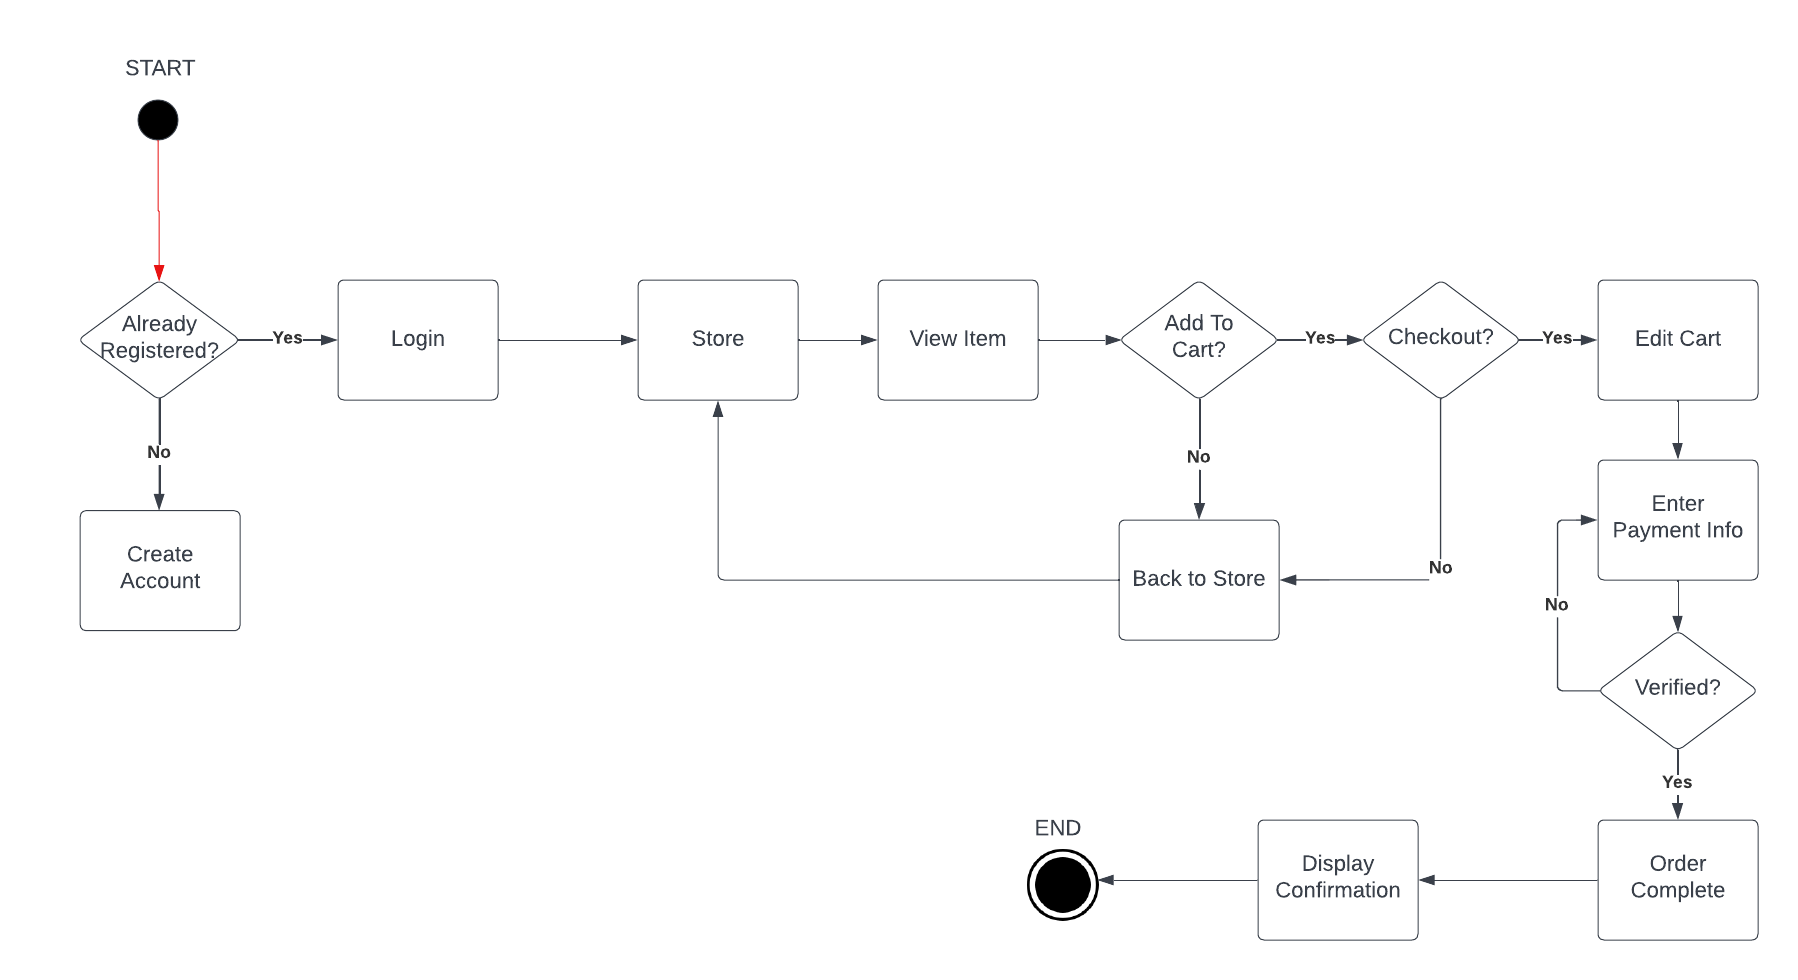 START
Already
Registered?
Yes
Login
Store
View Item
Add To
Cart?
Yes
Checkout?
Yes
Edit Cart
No
Create
Account
No
Back to Store
No
Enter
Payment Info
No
Verified?
Yes
Order
Complete
Display
Confirmation
END